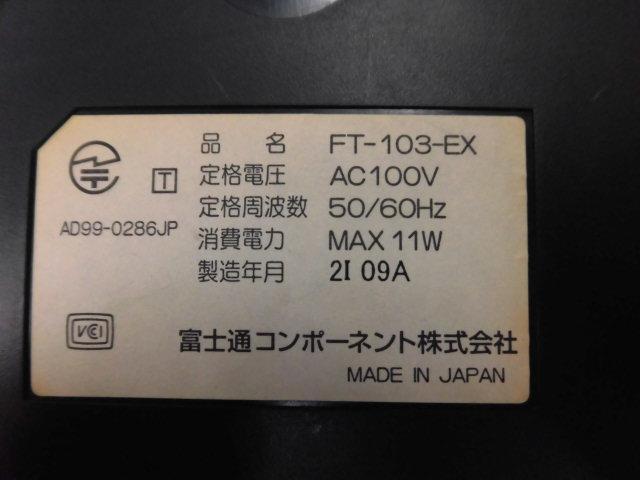 品名 FT-103-EX
T 定格電圧 AC100V
定格周波数 50/60Hz
AD99-0286JP
消費電力 MAX 11W
製造年月 2I 09A
VCI
富士通コンポーネント株式会社
MADE IN JAPAN